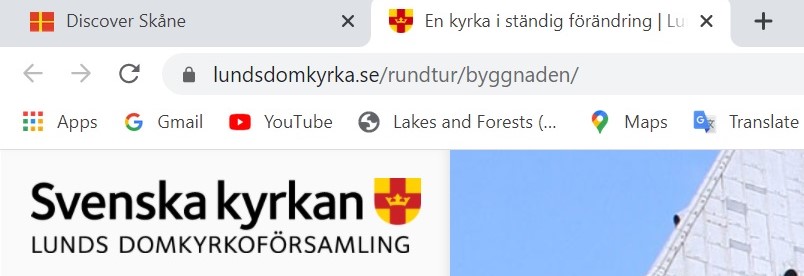 Discover Skåne
En kyrka i ständig förändring | Lu
lundsdomkyrka.se/rundtur/byggnaden/
Apps Gmail YouTube Lakes and Forests (... Maps Translate
Svenska kyrkan
LUNDS DOMKYRKOFÖRSAMLING